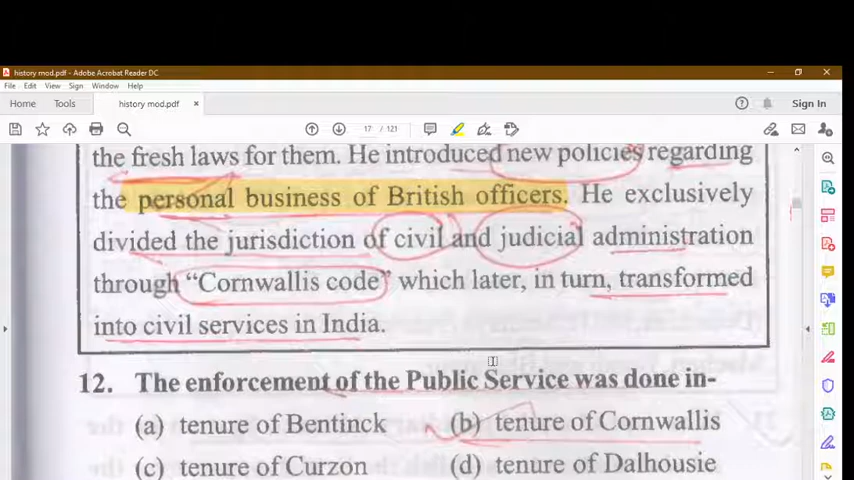 history mod.pdf - Adobe Acrobat Reader DC
File Edit View Sign Window Help
Home Tools history mod.pdf × Sign In
17 / 121
the fresh laws for them. He introduced new policies regarding
the personal business of British officers. He exclusively
divided the jurisdiction of civil and judicial administration
through “Cornwallis code” which later, in turn, transformed
into civil services in India.
12. The enforcement of the Public Service was done in-
(a) tenure of Bentinck (b) tenure of Cornwallis
(c) tenure of Curzon (d) tenure of Dalhousie